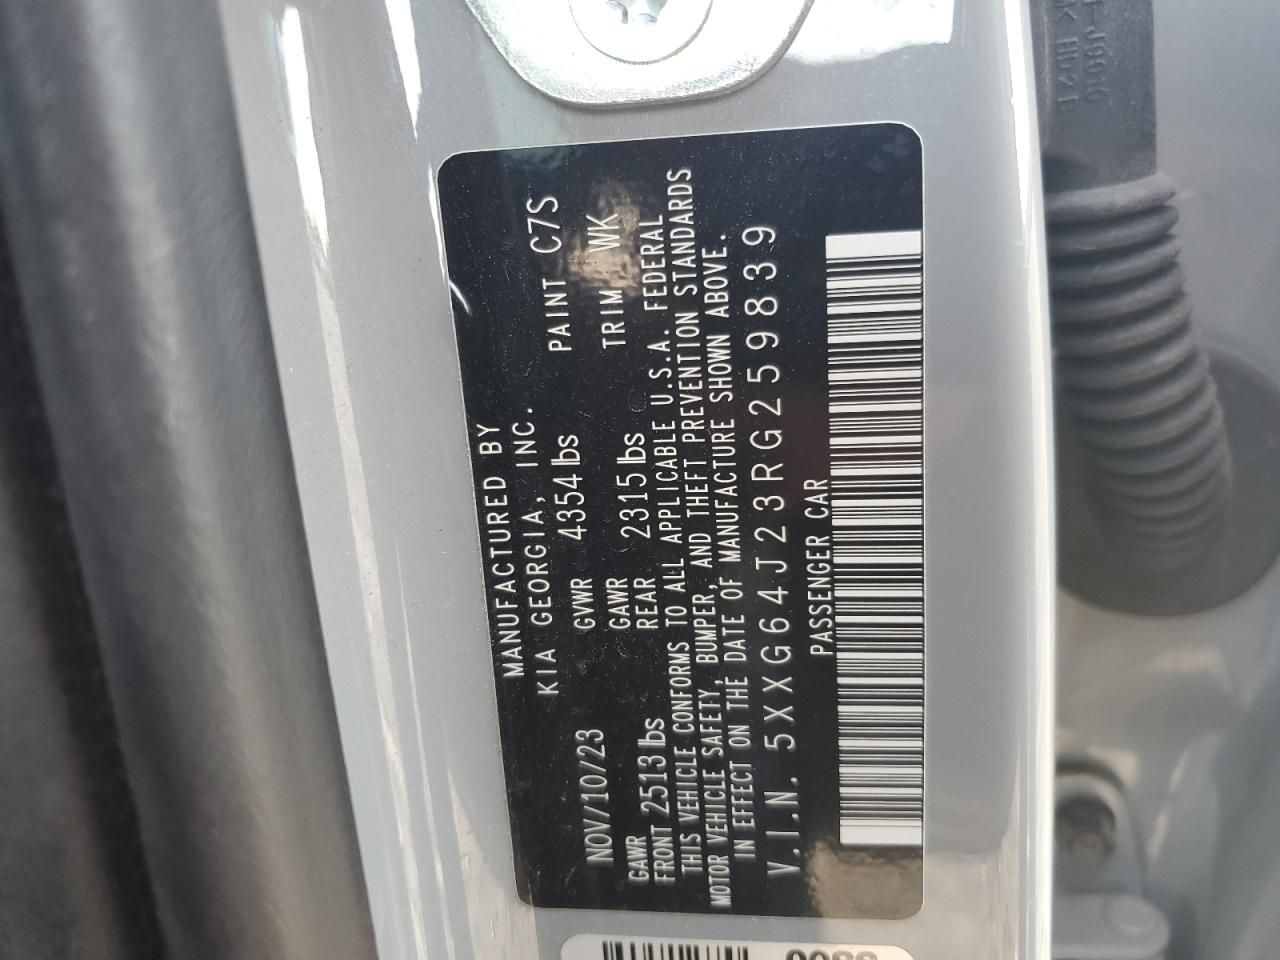 MANUFACTURED BY
KIA GEORGIA, INC.
NOV/10/23 GVWR 4354 lbs PAINT C7S
GAWR FRONT 2513 lbs GAWR REAR 2315 lbs TRIM WK
THIS VEHICLE CONFORMS TO ALL APPLICABLE U.S.A. FEDERAL
MOTOR VEHICLE SAFETY, BUMPER, AND THEFT PREVENTION STANDARDS
IN EFFECT ON THE DATE OF MANUFACTURE SHOWN ABOVE.
V.I.N. 5XXG64J23RG259839
PASSENGER CAR